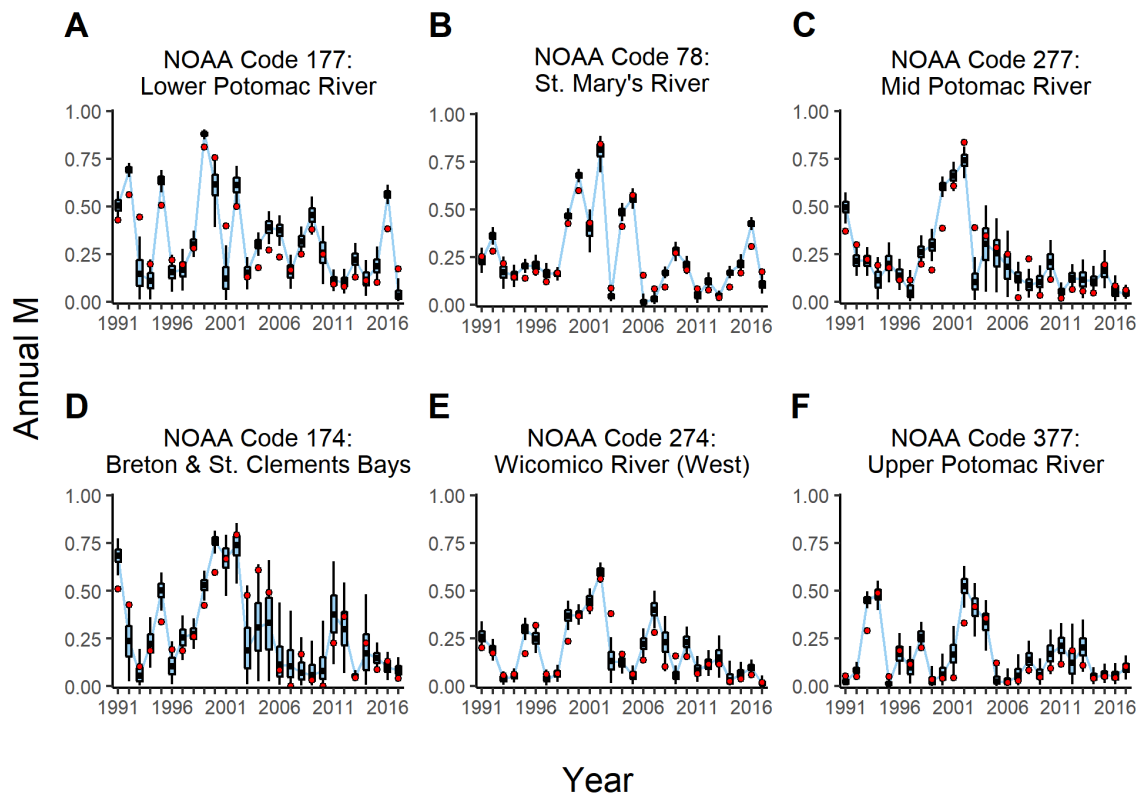 A
NOAA Code 177:
Lower Potomac River
1.00
0.75
0.50
0.25
0.00
1991 1996 2001 2006 2011 2016
B
NOAA Code 78:
St. Mary's River
1.00
0.75
0.50
0.25
0.00
1991 1996 2001 2006 2011 2016
C
NOAA Code 277:
Mid Potomac River
1.00
0.75
0.50
0.25
0.00
1991 1996 2001 2006 2011 2016
Annual M
D
NOAA Code 174:
Breton & St. Clements Bays
1.00
0.75
0.50
0.25
0.00
1991 1996 2001 2006 2011 2016
E
NOAA Code 274:
Wicomico River (West)
1.00
0.75
0.50
0.25
0.00
1991 1996 2001 2006 2011 2016
F
NOAA Code 377:
Upper Potomac River
1.00
0.75
0.50
0.25
0.00
1991 1996 2001 2006 2011 2016
Year